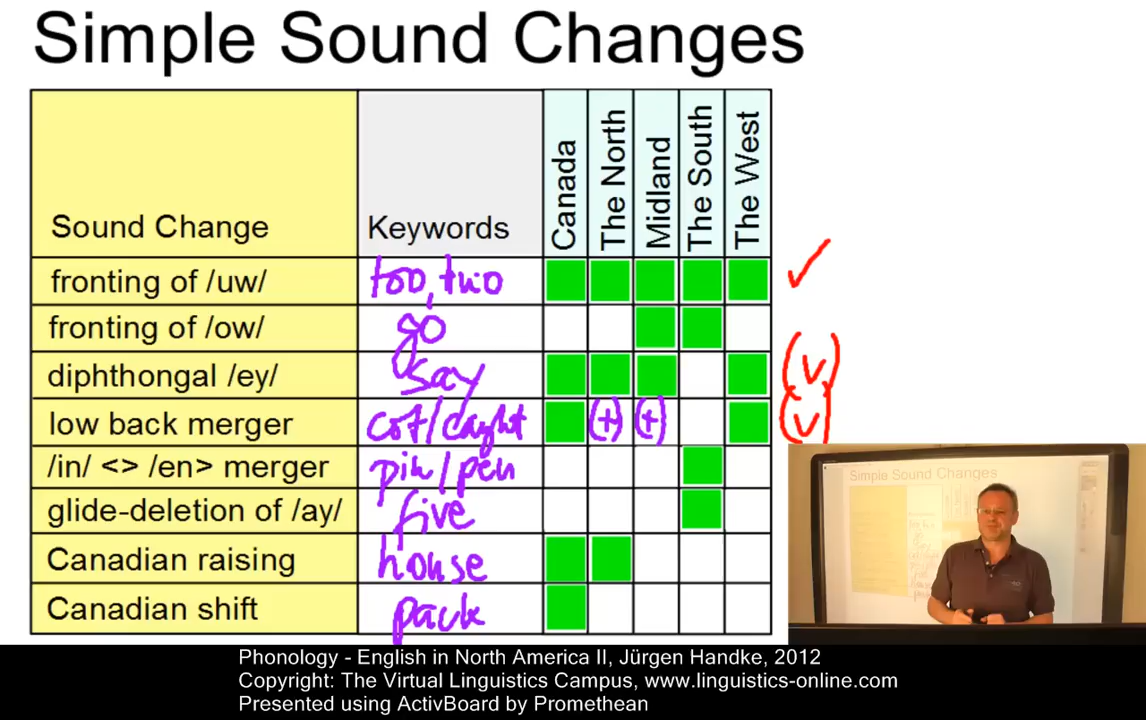 Simple Sound Changes
Sound Change Keywords Canada The North Midland The South The West
fronting of /uw/ too, two ✓
fronting of /ow/ go
diphthongal /ey/ say (v)
low back merger cot/caught (+) (+) (v)
/in/ <> /en> merger pin/pen
glide-deletion of /ay/ five
Canadian raising house
Canadian shift pack
Simple Sound Changes
Phonology - English in North America II, Jürgen Handke, 2012
Copyright: The Virtual Linguistics Campus, www.linguistics-online.com
Presented using ActivBoard by Promethean